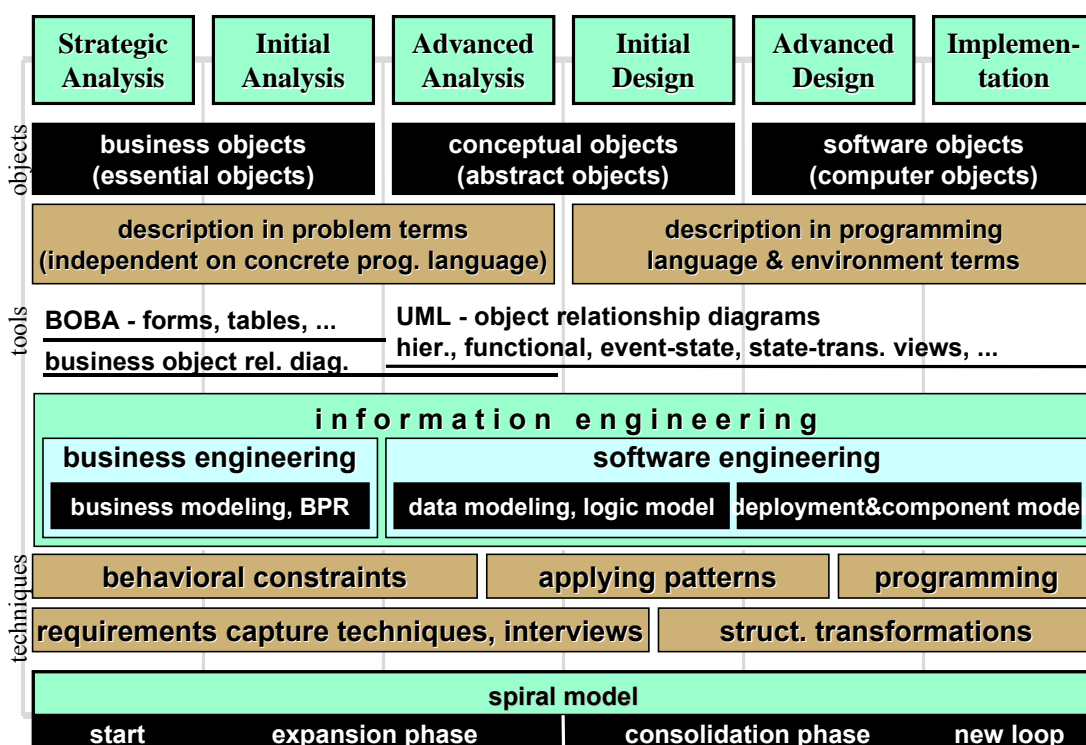 Strategic Analysis
Initial Analysis
Advanced Analysis
Initial Design
Advanced Design
Implemen-tation
objects
business objects
(essential objects)
conceptual objects
(abstract objects)
software objects
(computer objects)
description in problem terms
(independent on concrete prog. language)
description in programming
language & environment terms
tools
BOBA - forms, tables, ...
business object rel. diag.
UML - object relationship diagrams
hier., functional, event-state, state-trans. views, ...
information engineering
business engineering
software engineering
business modeling, BPR
data modeling, logic model
deployment&component model
techniques
behavioral constraints
applying patterns
programming
requirements capture techniques, interviews
struct. transformations
spiral model
start
expansion phase
consolidation phase
new loop